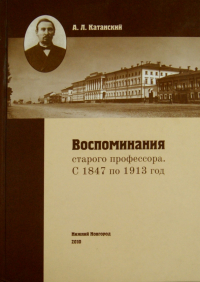 А. Л. Катанский
Воспоминания
старого профессора.
С 1847 по 1913 год
Нижний Новгород
2010